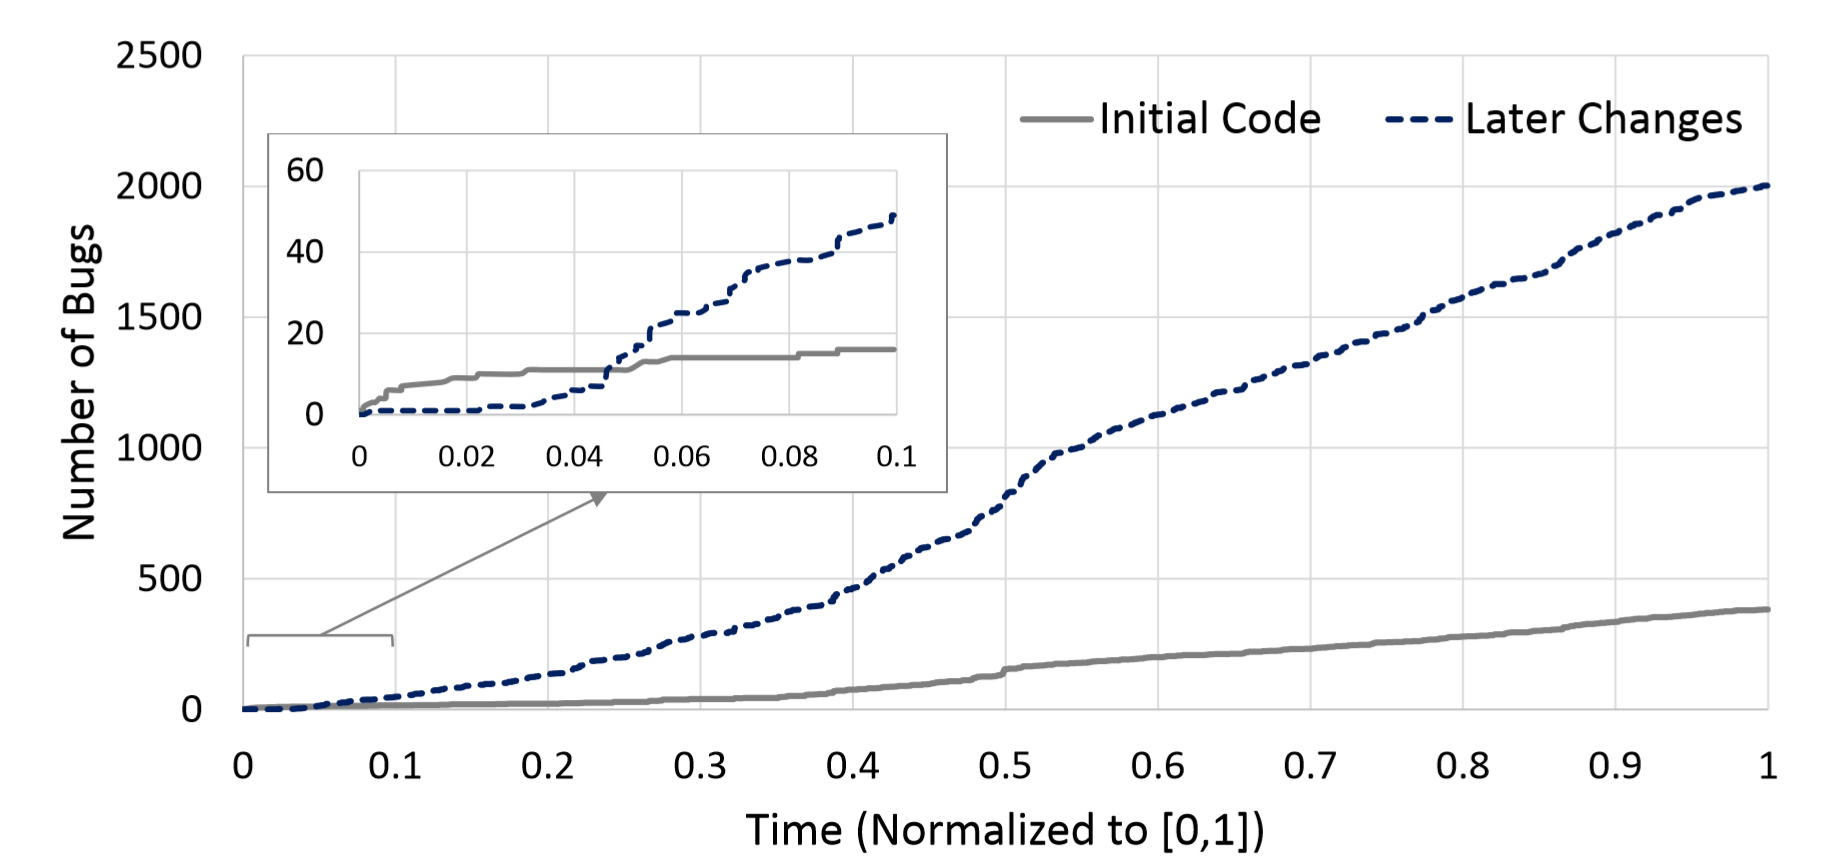 2500
Initial Code Later Changes
2000
1500
1000
500
0
Number of Bugs
60
40
20
0
0 0.02 0.04 0.06 0.08 0.1
0 0.1 0.2 0.3 0.4 0.5 0.6 0.7 0.8 0.9 1
Time (Normalized to [0,1])